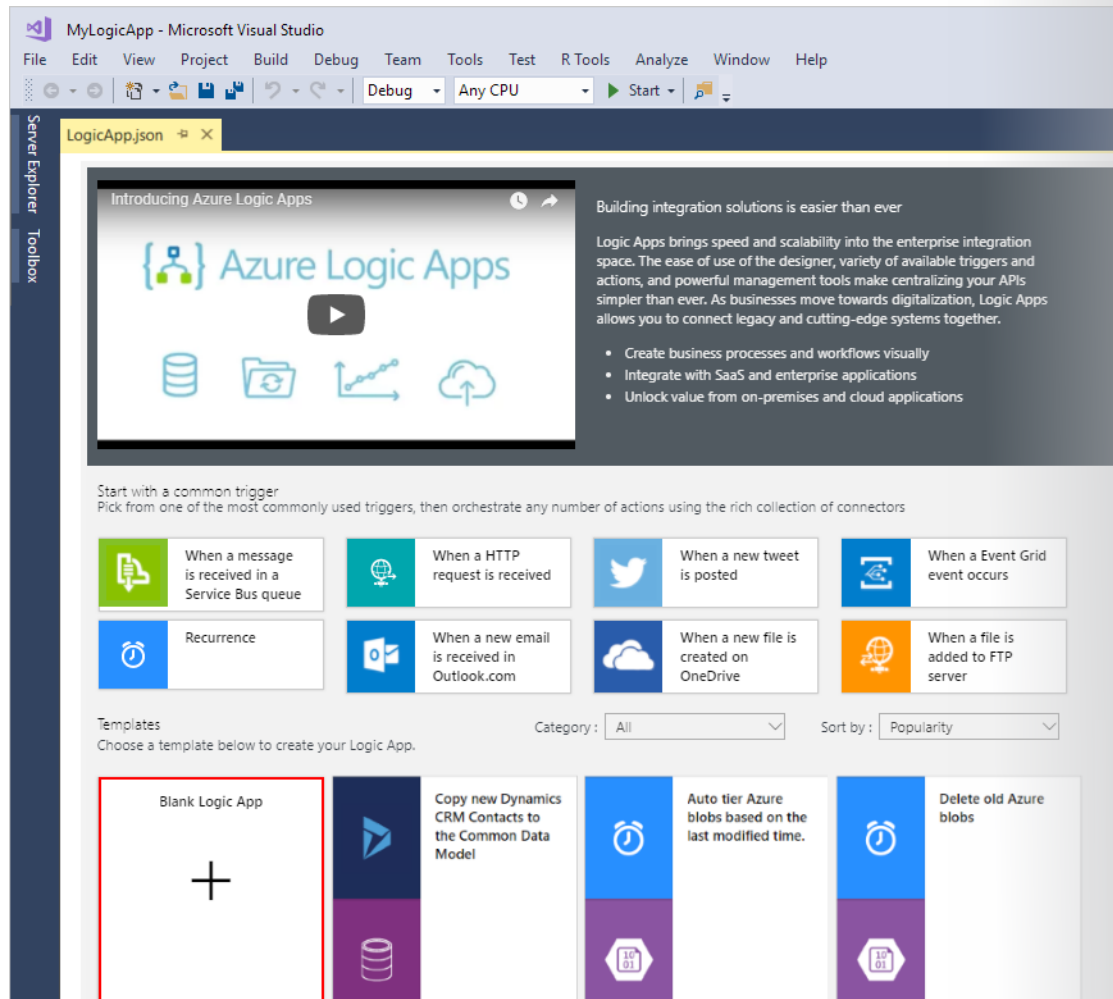 MyLogicApp - Microsoft Visual Studio
File Edit View Project Build Debug Team Tools Test R Tools Analyze Window Help
Debug Any CPU Start
Server Explorer
Toolbox
LogicApp.json
Introducing Azure Logic Apps
Azure Logic Apps
Building integration solutions is easier than ever
Logic Apps brings speed and scalability into the enterprise integration
space. The ease of use of the designer, variety of available triggers and
actions, and powerful management tools make centralizing your APIs
simpler than ever. As businesses move towards digitalization, Logic Apps
allows you to connect legacy and cutting-edge systems together.
• Create business processes and workflows visually
• Integrate with SaaS and enterprise applications
• Unlock value from on-premises and cloud applications
Start with a common trigger
Pick from one of the most commonly used triggers, then orchestrate any number of actions using the rich collection of connectors
When a message
is received in a
Service Bus queue
When a HTTP
request is received
When a new tweet
is posted
When a Event Grid
event occurs
Recurrence
When a new email
is received in
Outlook.com
When a new file is
created on
OneDrive
When a file is
added to FTP
server
Templates
Choose a template below to create your Logic App.
Category : All
Sort by : Popularity
Blank Logic App
Copy new Dynamics
CRM Contacts to
the Common Data
Model
Auto tier Azure
blobs based on the
last modified time.
10
01
Delete old Azure
blobs
10
01